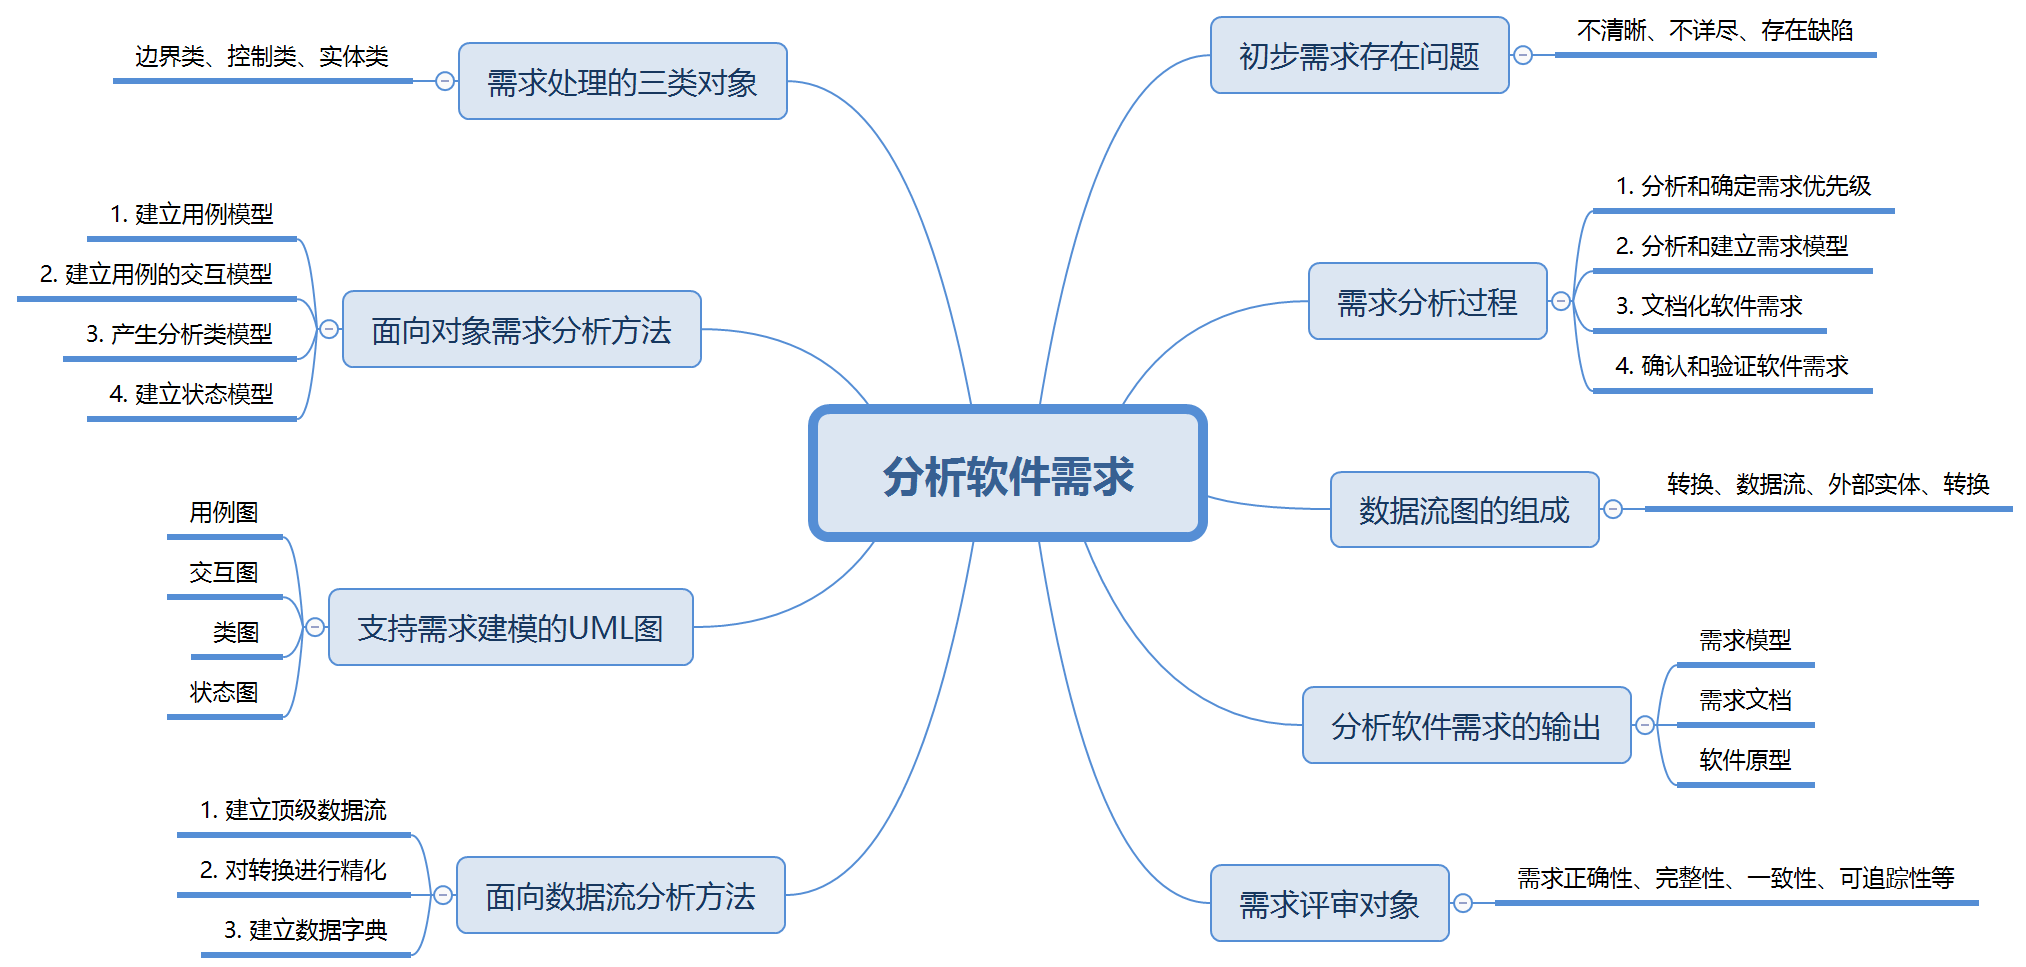 分析软件需求
初步需求存在问题
不清晰、不详尽、存在缺陷
需求分析过程
1. 分析和确定需求优先级
2. 分析和建立需求模型
3. 文档化软件需求
4. 确认和验证软件需求
数据流图的组成
转换、数据流、外部实体、转换
分析软件需求的输出
需求模型
需求文档
软件原型
需求评审对象
需求正确性、完整性、一致性、可追踪性等
需求处理的三类对象
边界类、控制类、实体类
面向对象需求分析方法
1. 建立用例模型
2. 建立用例的交互模型
3. 产生分析类模型
4. 建立状态模型
支持需求建模的UML图
用例图
交互图
类图
状态图
面向数据流分析方法
1. 建立顶级数据流
2. 对转换进行精化
3. 建立数据字典